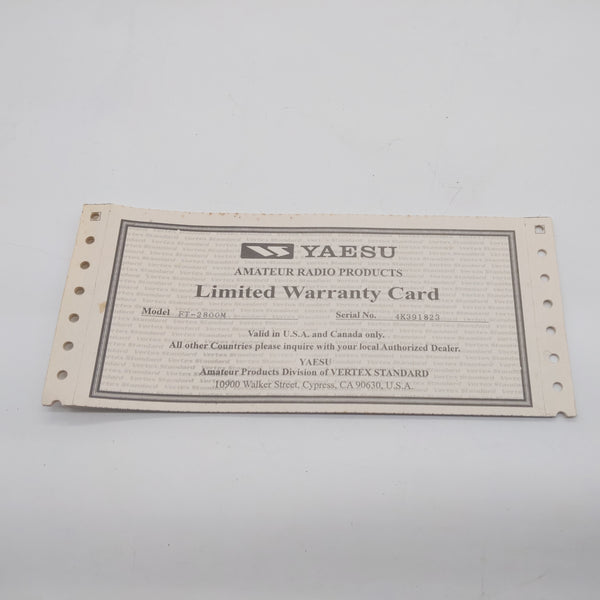 YAESU
AMATEUR RADIO PRODUCTS
Limited Warranty Card
Model FT-2800M Serial No. 4K391823
Valid in U.S.A. and Canada only.
All other Countries please inquire with your local Authorized Dealer.
YAESU
Amateur Products Division of VERTEX STANDARD
10900 Walker Street, Cypress, CA 90630, U.S.A.